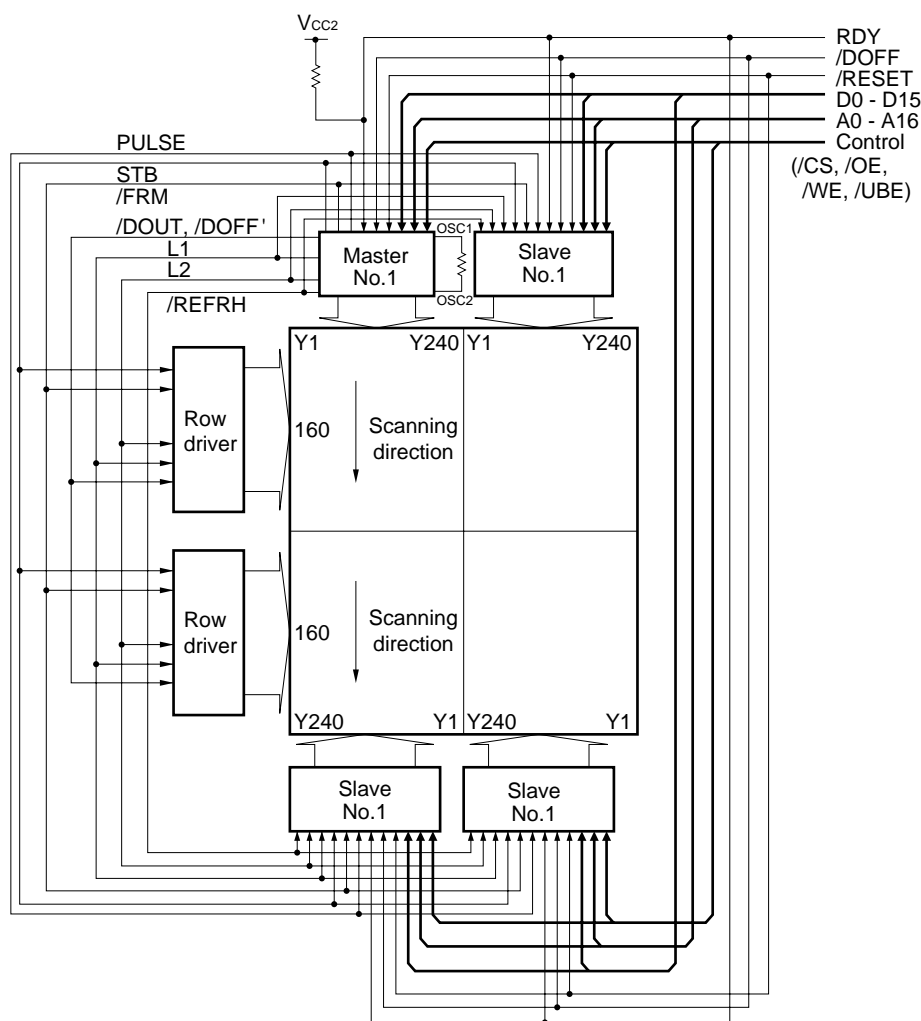 VCC2
RDY
/DOFF
/RESET
D0 - D15
A0 - A16
Control
(/CS, /OE,
/WE, /UBE)
PULSE
STB
/FRM
/DOUT, /DOFF'
L1
L2
/REFRH
OSC1
OSC2
Master
No.1
Slave
No.1
Y1
Y240
Y1
Y240
Row
driver
160
Scanning
direction
Row
driver
160
Scanning
direction
Y240
Y1
Y240
Y1
Slave
No.1
Slave
No.1